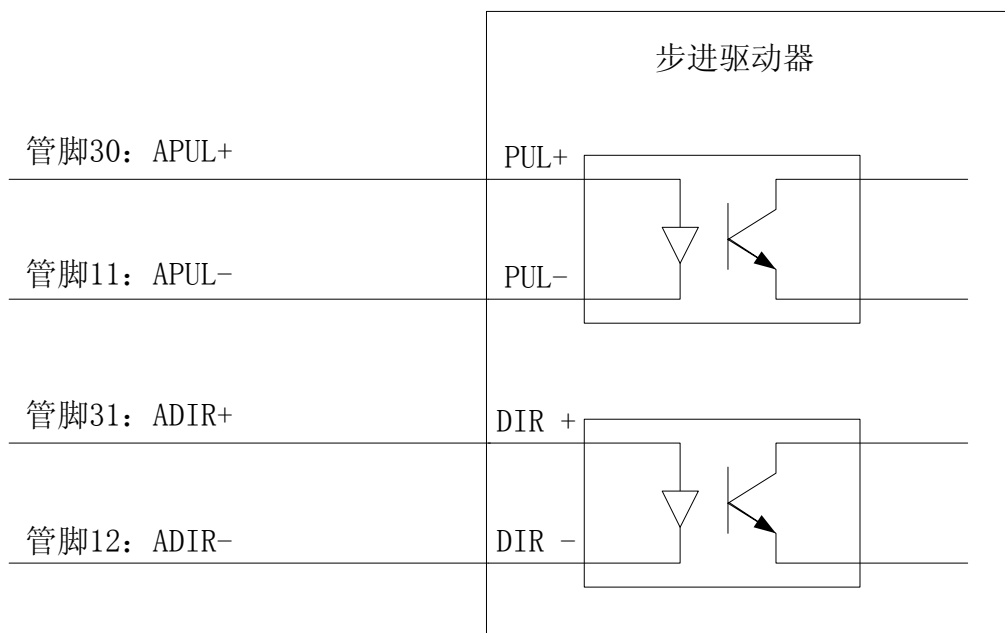 步进驱动器
管脚30：APUL+
PUL+
管脚11：APUL-
PUL-
管脚31：ADIR+
DIR +
管脚12：ADIR-
DIR -